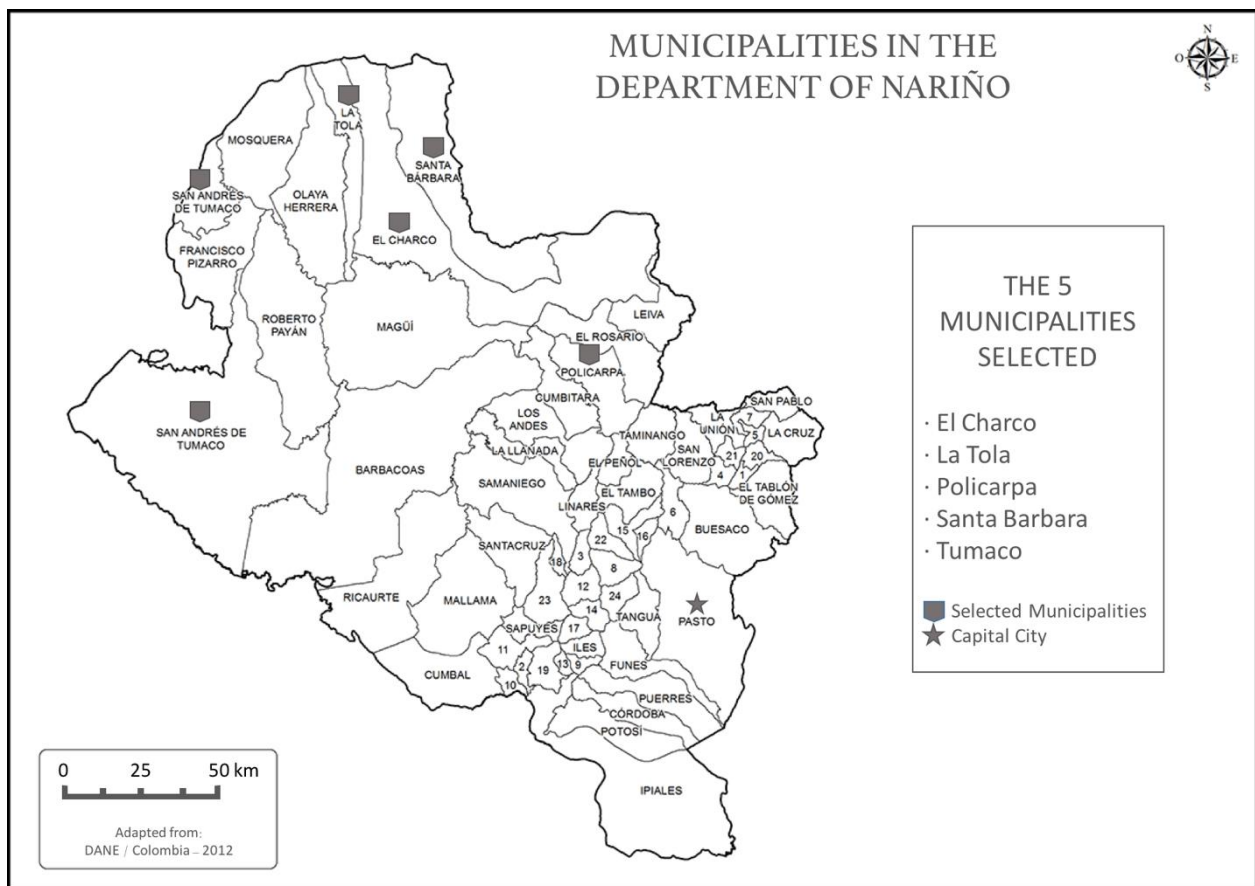 MUNICIPALITIES IN THE
DEPARTMENT OF NARIÑO
N
O
E
S
LA
TOLA
MOSQUERA
SANTA
BÁRBARA
SAN ANDRÉS
DE TUMACO
OLAYA
HERRERA
EL CHARCO
FRANCISCO
PIZARRO
LEIVA
ROBERTO
PAYÁN
MAGÜÍ
EL ROSARIO
POLICARPA
CUMBITARA
SAN PABLO
SAN ANDRÉS DE
TUMACO
LOS
ANDES
LA
UNIÓN
7
5
LA CRUZ
TAMINANGO
LA LLANADA
SAN
LORENZO
21
20
BARBACOAS
EL PEÑOL
4
1
SAMANIEGO
EL TAMBO
EL TABLÓN
DE GÓMEZ
LINARES
6
BUESACO
15
16
22
SANTACRUZ
18
3
8
12
24
RICAURTE
MALLAMA
23
14
TANGUA
PASTO
SAPUYES
17
11
ILES
2
19
13
9
FUNES
CUMBAL
10
PUERRES
CÓRDOBA
POTOSÍ
IPIALES
THE 5
MUNICIPALITIES
SELECTED
· El Charco
· La Tola
· Policarpa
· Santa Barbara
· Tumaco
Selected Municipalities
Capital City
0 25 50 km
Adapted from:
DANE / Colombia – 2012